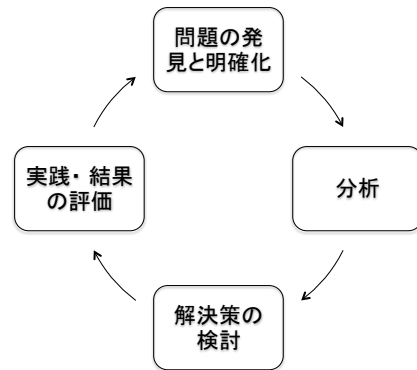 問題の発
見と明確化
分析
解決策の
検討
実践・結果
の評価